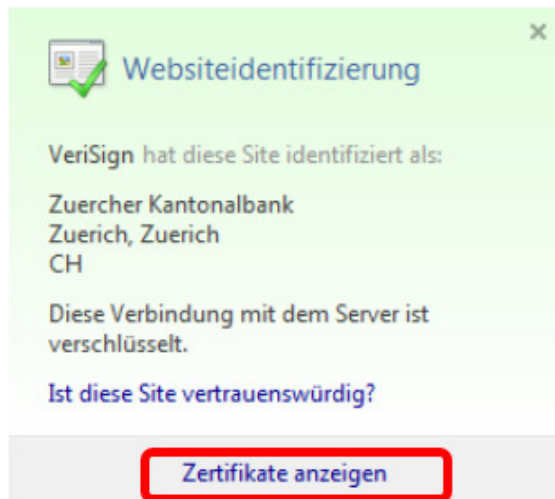 Websiteidentifizierung
VeriSign hat diese Site identifiziert als:
Zuercher Kantonalbank
Zuerich, Zuerich
CH
Diese Verbindung mit dem Server ist
verschlüsselt.
Ist diese Site vertrauenswürdig?
Zertifikate anzeigen